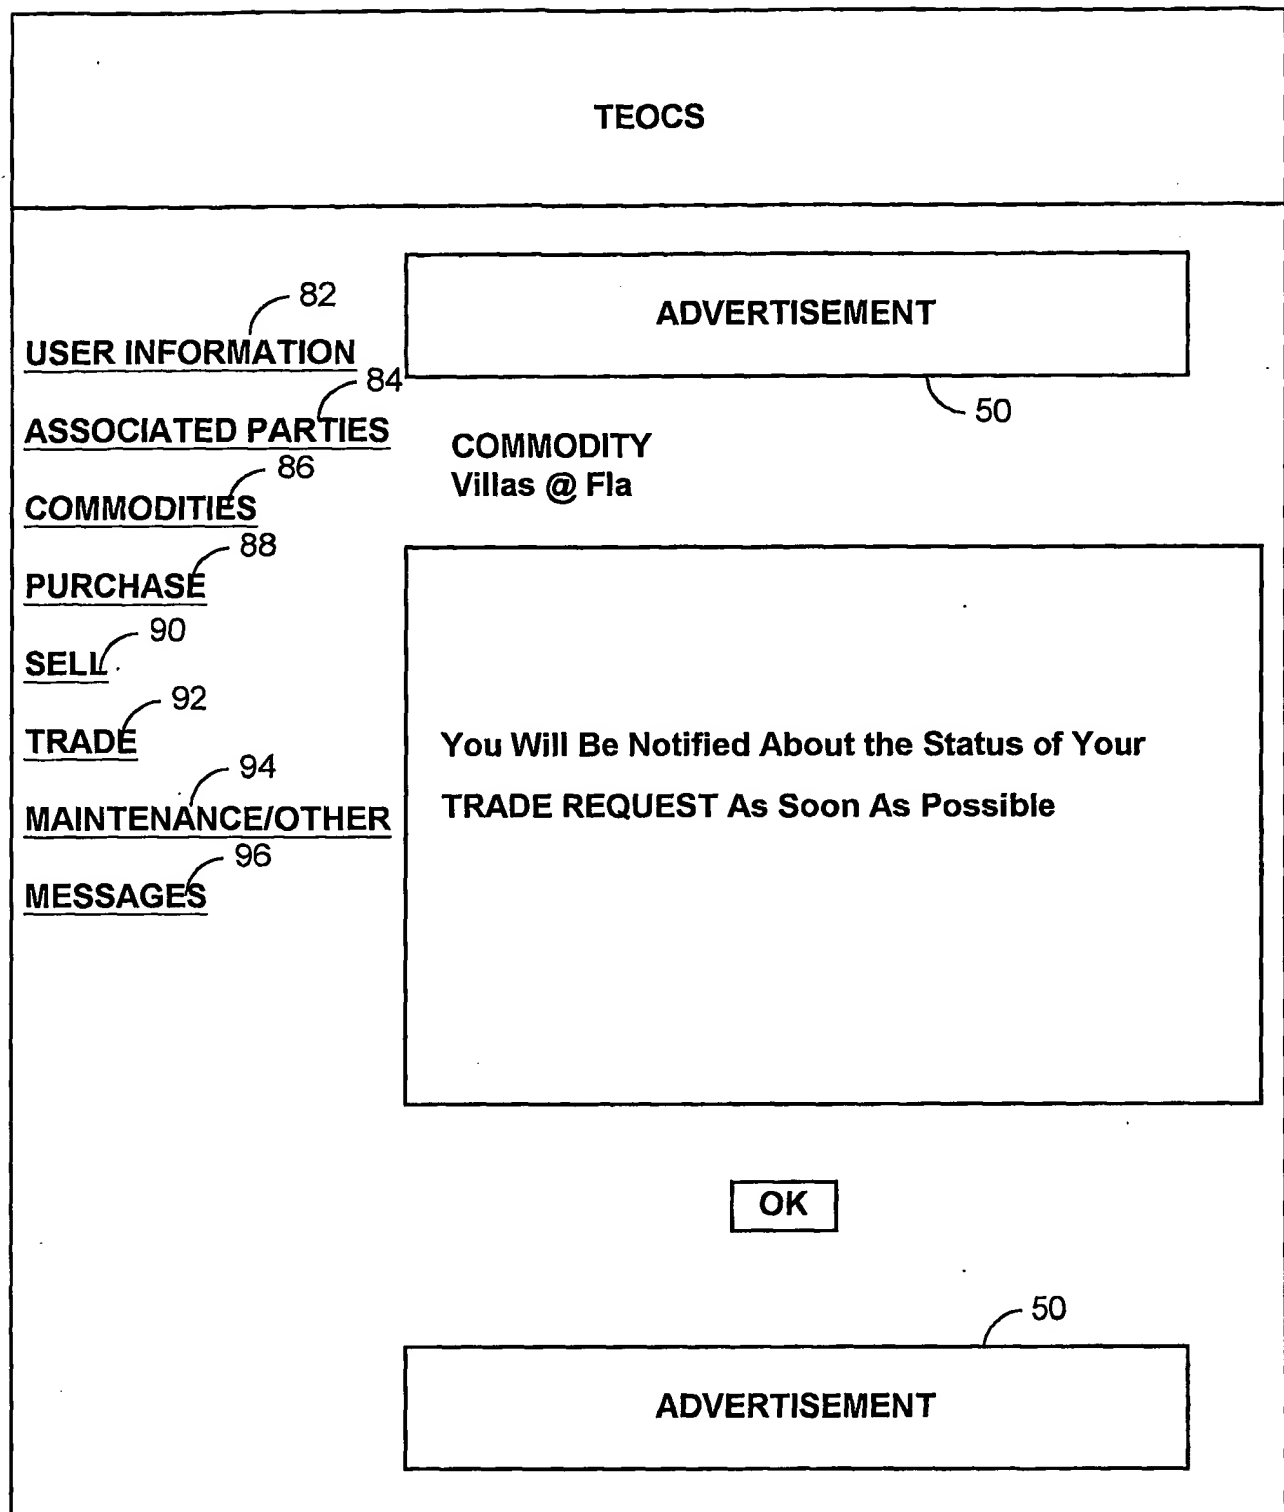 TEOCS
82
USER INFORMATION
84
ASSOCIATED PARTIES
86
COMMODITIES
88
PURCHASE
90
SELL
92
TRADE
94
MAINTENANCE/OTHER
96
MESSAGES
ADVERTISEMENT
50
COMMODITY
Villas @ Fla
You Will Be Notified About the Status of Your
TRADE REQUEST As Soon As Possible
OK
50
ADVERTISEMENT